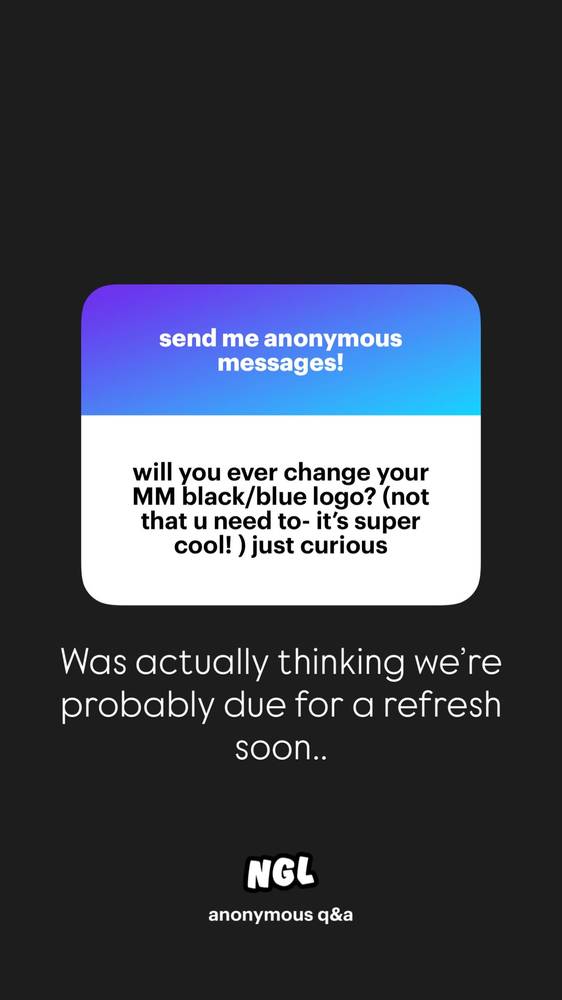 send me anonymous
messages!
will you ever change your
MM black/blue logo? (not
that u need to- it’s super
cool! ) just curious
Was actually thinking we’re
probably due for a refresh
soon..
NGL
anonymous q&a